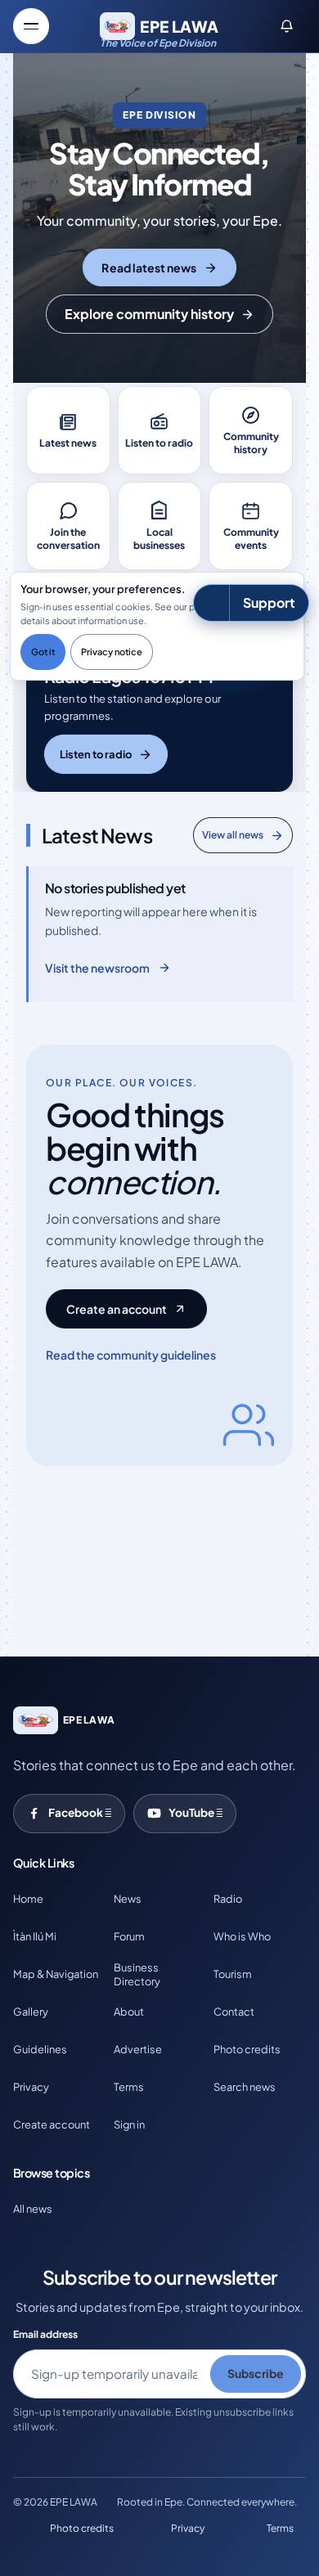 EPE LAWA
The Voice of Epe Division
EPE DIVISION
Stay Connected,
Stay Informed
Your community, your stories, your Epe.
Read latest news
Explore community history
Latest news
Listen to radio
Community
history
Join the
conversation
Local
businesses
Community
events
Your browser, your preferences.
Sign-in uses essential cookies. See our
details about information use.
Got it
Privacy notice
Support
Listen to the station and explore our
programmes.
Listen to radio
Latest News
View all news
No stories published yet
New reporting will appear here when it is
published.
Visit the newsroom
OUR PLACE. OUR VOICES.
Good things
begin with
connection.
Join conversations and share
community knowledge through the
features available on EPE LAWA.
Create an account
Read the community guidelines
EPE LAWA
Stories that connect us to Epe and each other.
Facebook
YouTube
Quick Links
Home
News
Radio
Ìtàn Ilú Mi
Forum
Who is Who
Map & Navigation
Business
Directory
Tourism
Gallery
About
Contact
Guidelines
Advertise
Photo credits
Privacy
Terms
Search news
Create account
Sign in
Browse topics
All news
Subscribe to our newsletter
Stories and updates from Epe, straight to your inbox.
Email address
Sign-up temporarily unavaila
Subscribe
Sign-up is temporarily unavailable. Existing unsubscribe links
still work.
© 2026 EPE LAWA
Rooted in Epe. Connected everywhere.
Photo credits
Privacy
Terms